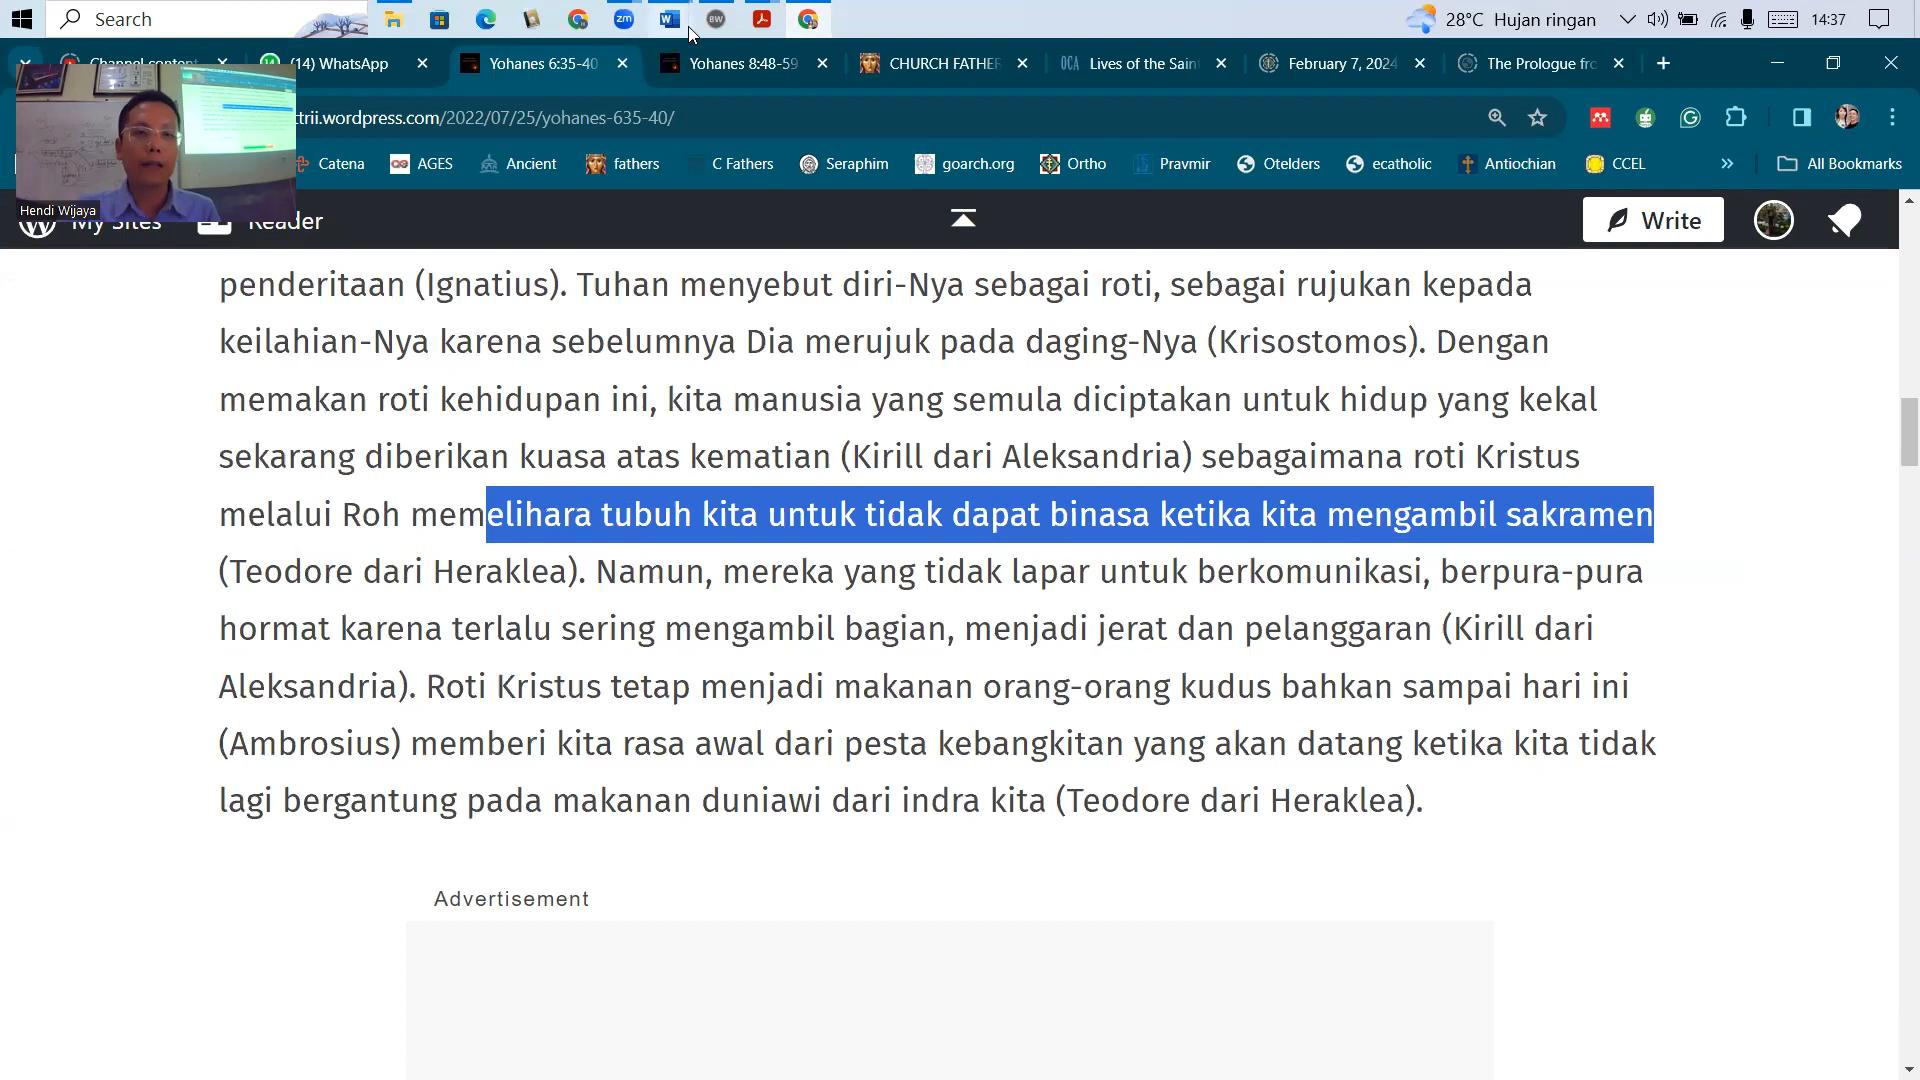 Search
28°C Hujan ringan
14:37
Channel content
(14) WhatsApp
Yohanes 6:35-40
Yohanes 8:48-59
CHURCH FATHER
OCA Lives of the Sain
February 7, 2024
The Prologue fro
ctrii.wordpress.com/2022/07/25/yohanes-635-40/
Catena
AGES
Ancient
fathers
C Fathers
Seraphim
goarch.org
Ortho
Pravmir
Otelders
ecatholic
Antiochian
CCEL
All Bookmarks
Hendi Wijaya
My Sites
Reader
Write
penderitaan (Ignatius). Tuhan menyebut diri-Nya sebagai roti, sebagai rujukan kepada
keilahian-Nya karena sebelumnya Dia merujuk pada daging-Nya (Krisostomos). Dengan
memakan roti kehidupan ini, kita manusia yang semula diciptakan untuk hidup yang kekal
sekarang diberikan kuasa atas kematian (Kirill dari Aleksandria) sebagaimana roti Kristus
melalui Roh memelihara tubuh kita untuk tidak dapat binasa ketika kita mengambil sakramen
(Teodore dari Heraklea). Namun, mereka yang tidak lapar untuk berkomunikasi, berpura-pura
hormat karena terlalu sering mengambil bagian, menjadi jerat dan pelanggaran (Kirill dari
Aleksandria). Roti Kristus tetap menjadi makanan orang-orang kudus bahkan sampai hari ini
(Ambrosius) memberi kita rasa awal dari pesta kebangkitan yang akan datang ketika kita tidak
lagi bergantung pada makanan duniawi dari indra kita (Teodore dari Heraklea).
Advertisement